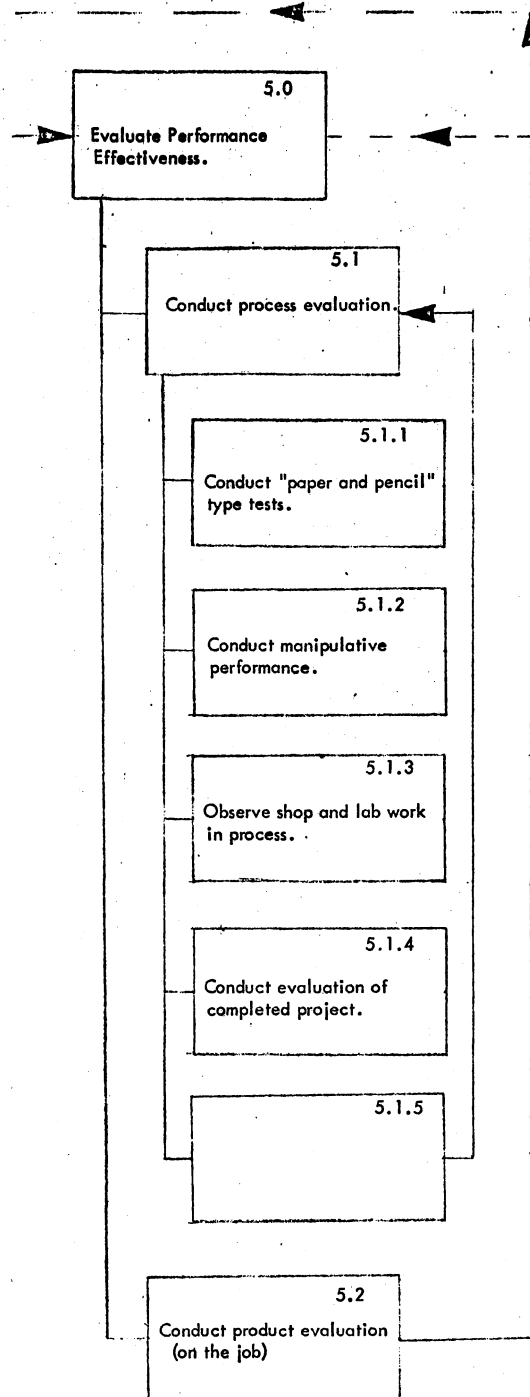 5.0
Evaluate Performance
Effectiveness.
5.1
Conduct process evaluation.
5.1.1
Conduct "paper and pencil"
type tests.
5.1.2
Conduct manipulative
performance.
5.1.3
Observe shop and lab work
in process.
5.1.4
Conduct evaluation of
completed project.
5.1.5
5.2
Conduct product evaluation
(on the job)